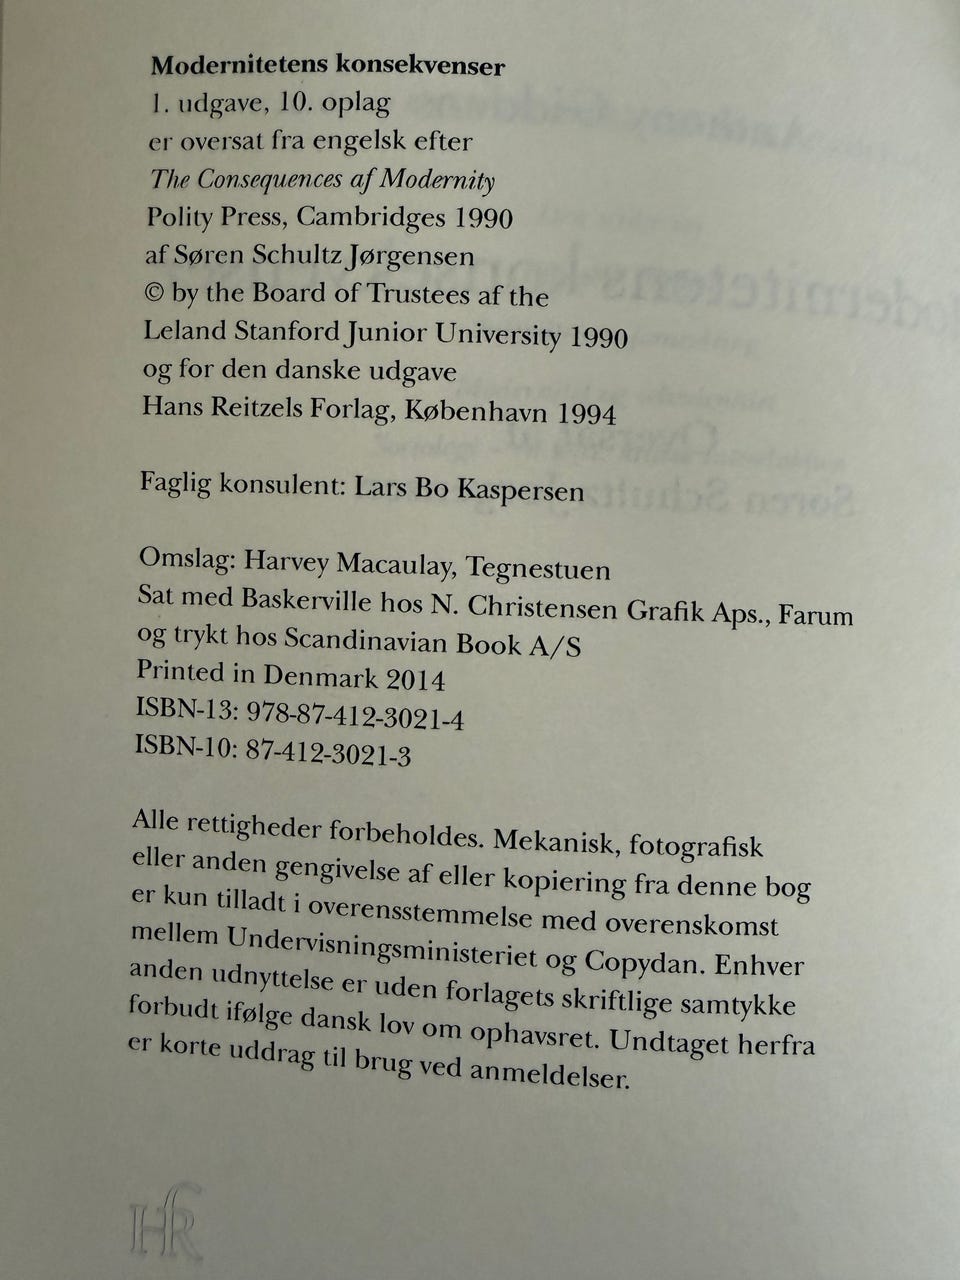 Modernitetens konsekvenser
1. udgave, 10. oplag
er oversat fra engelsk efter
The Consequences af Modernity
Polity Press, Cambridges 1990
af Søren Schultz Jørgensen
© by the Board of Trustees af the
Leland Stanford Junior University 1990
og for den danske udgave
Hans Reitzels Forlag, København 1994
Faglig konsulent: Lars Bo Kaspersen
Omslag: Harvey Macaulay, Tegnestuen
Sat med Baskerville hos N. Christensen Grafik Aps., Farum
og trykt hos Scandinavian Book A/S
Printed in Denmark 2014
ISBN-13: 978-87-412-3021-4
ISBN-10: 87-412-3021-3
Alle rettigheder forbeholdes. Mekanisk, fotografisk
eller anden gengivelse af eller kopiering fra denne bog
er kun tilladt i overensstemmelse med overenskomst
mellem Undervisningsministeriet og Copydan. Enhver
anden udnyttelse er uden forlagets skriftlige samtykke
forbudt ifølge dansk lov om ophavsret. Undtaget herfra
er korte uddrag til brug ved anmeldelser.
HR